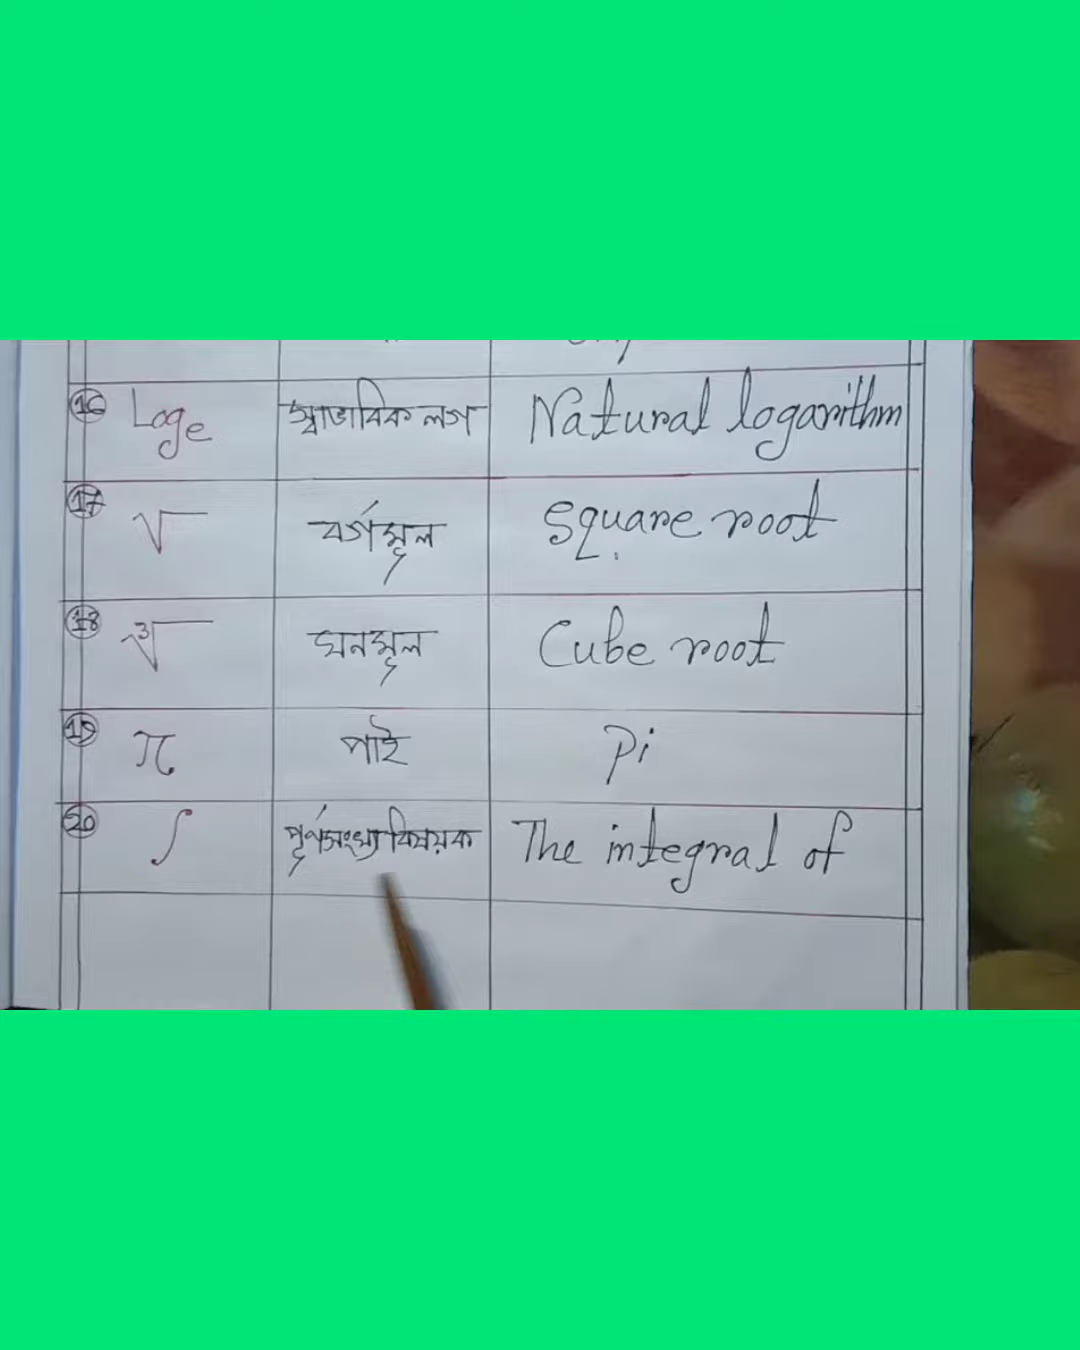 16 Loge স্বাভাবিক লগ Natural logarithm
17 √ বর্গমূল Square root
18 ∛ ঘনমূল Cube root
19 π পাই Pi
20 ∫ পূর্ণসংখ্যা বিষয়ক The integral of